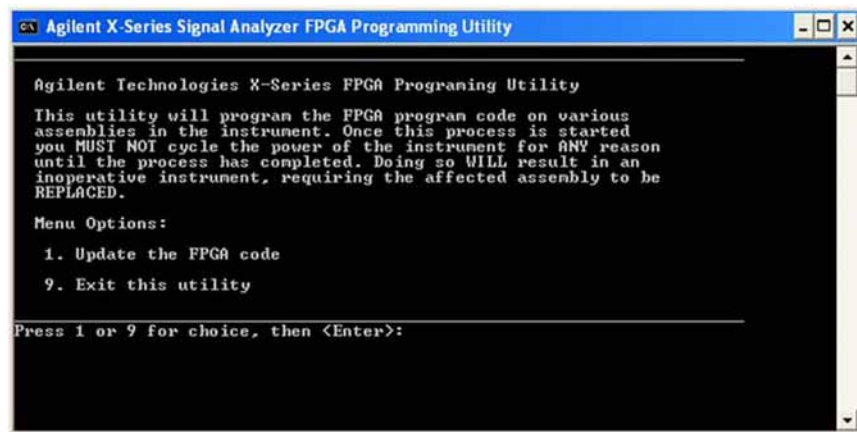 Agilent X-Series Signal Analyzer FPGA Programming Utility
Agilent Technologies X-Series FPGA Programing Utility
This utility will program the FPGA program code on various
assemblies in the instrument. Once this process is started
you MUST NOT cycle the power of the instrument for ANY reason
until the process has completed. Doing so WILL result in an
inoperative instrument, requiring the affected assembly to be
REPLACED.
Menu Options:
1. Update the FPGA code
9. Exit this utility
Press 1 or 9 for choice, then <Enter>: